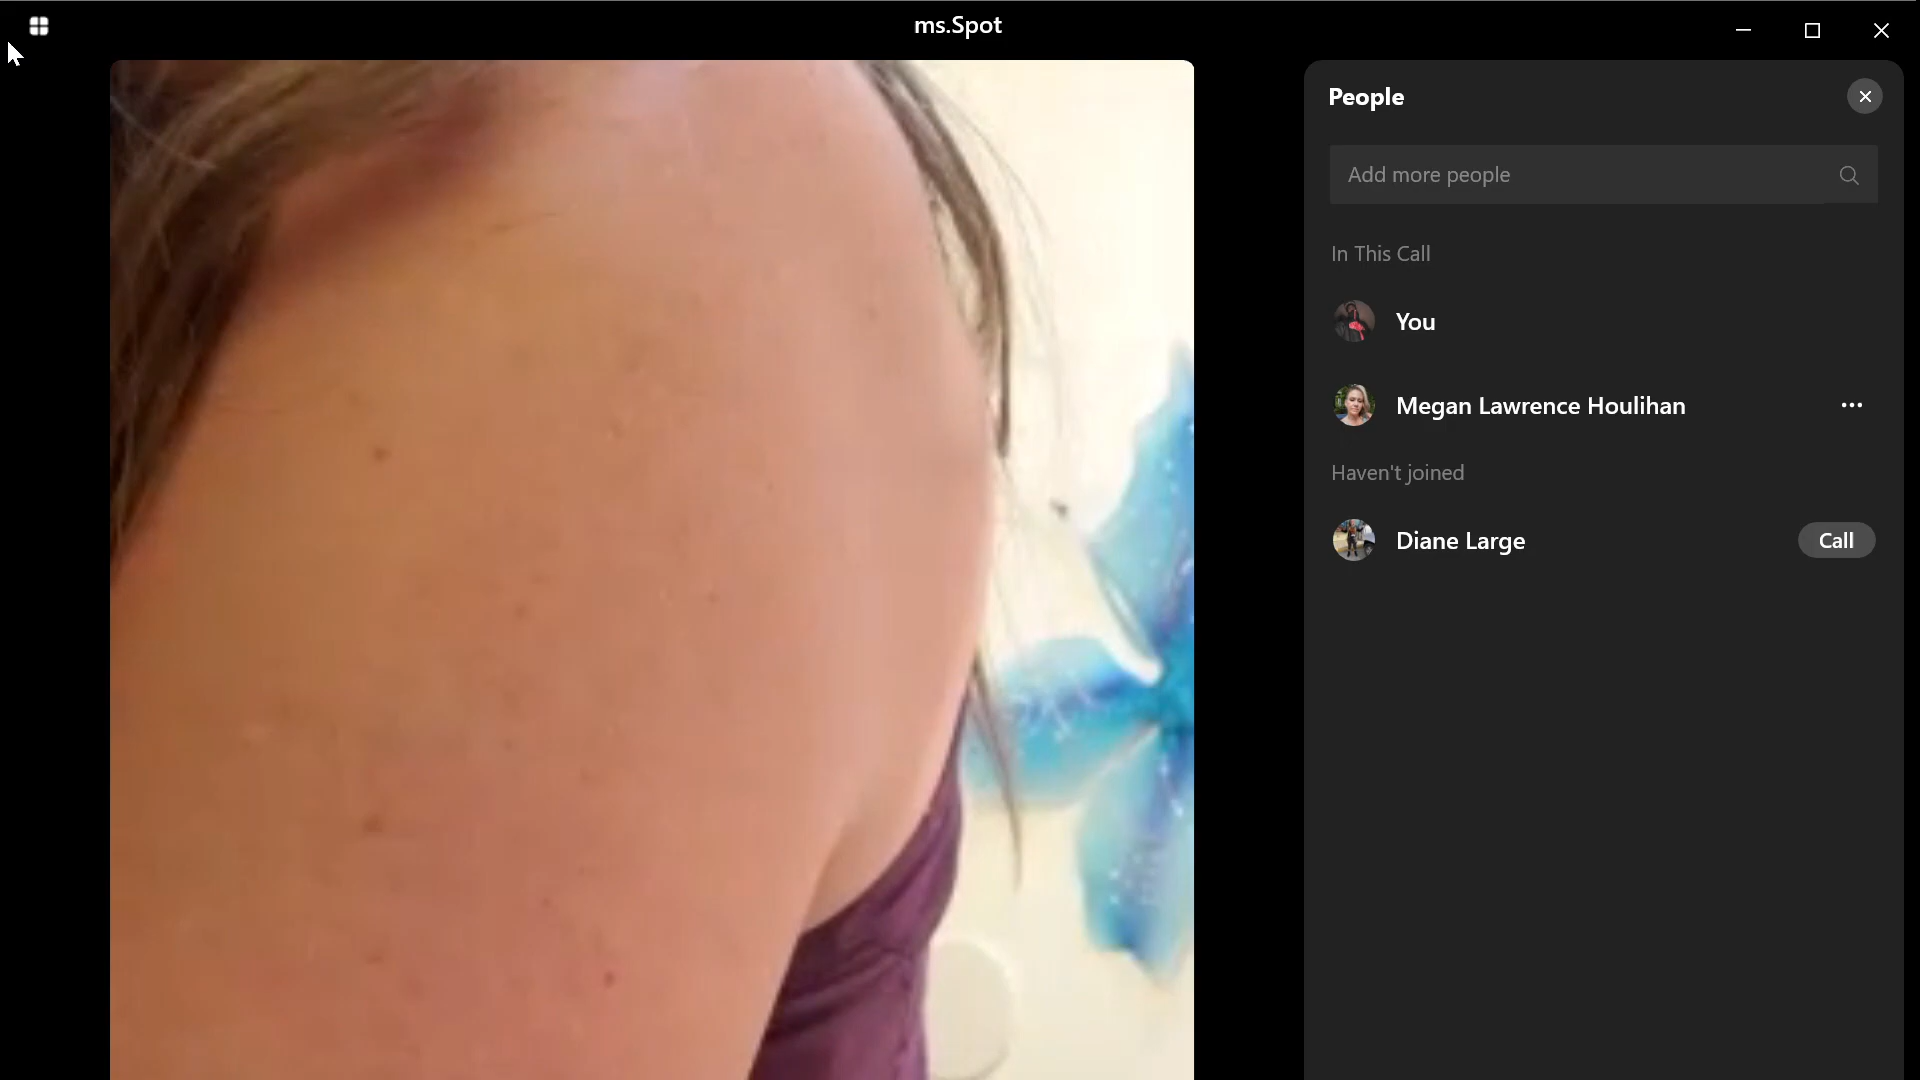 ms.Spot
People
Add more people
In This Call
You
Megan Lawrence Houlihan
Haven't joined
Diane Large
Call